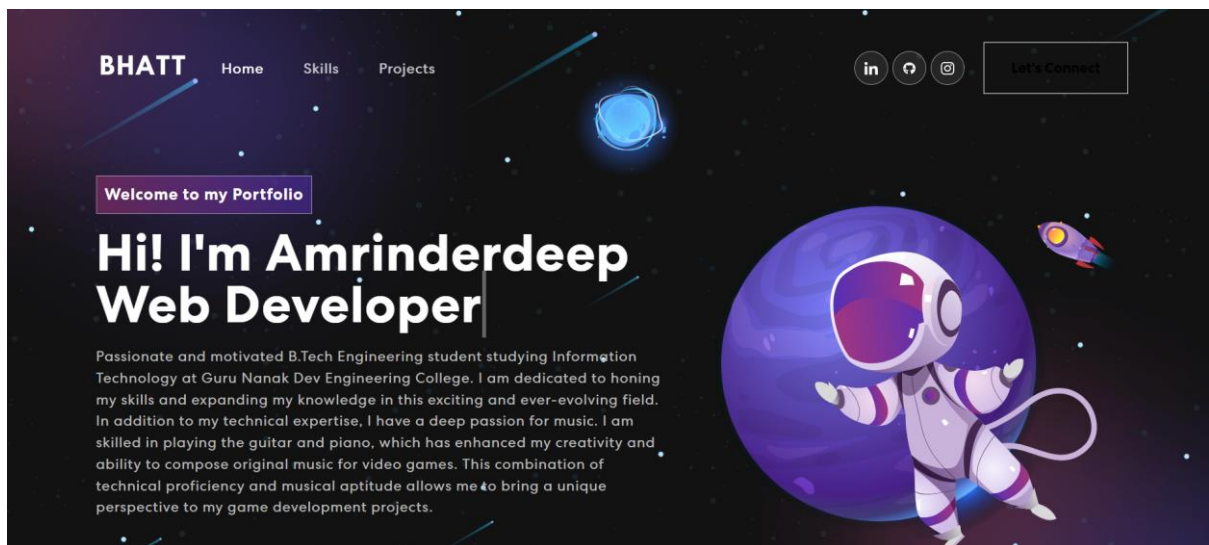 BHATT Home Skills Projects in Let's Connect
Welcome to my Portfolio
Hi! I'm Amrinderdeep
Web Developer
Passionate and motivated B.Tech Engineering student studying Information
Technology at Guru Nanak Dev Engineering College. I am dedicated to honing
my skills and expanding my knowledge in this exciting and ever-evolving field.
In addition to my technical expertise, I have a deep passion for music. I am
skilled in playing the guitar and piano, which has enhanced my creativity and
ability to compose original music for video games. This combination of
technical proficiency and musical aptitude allows me to bring a unique
perspective to my game development projects.